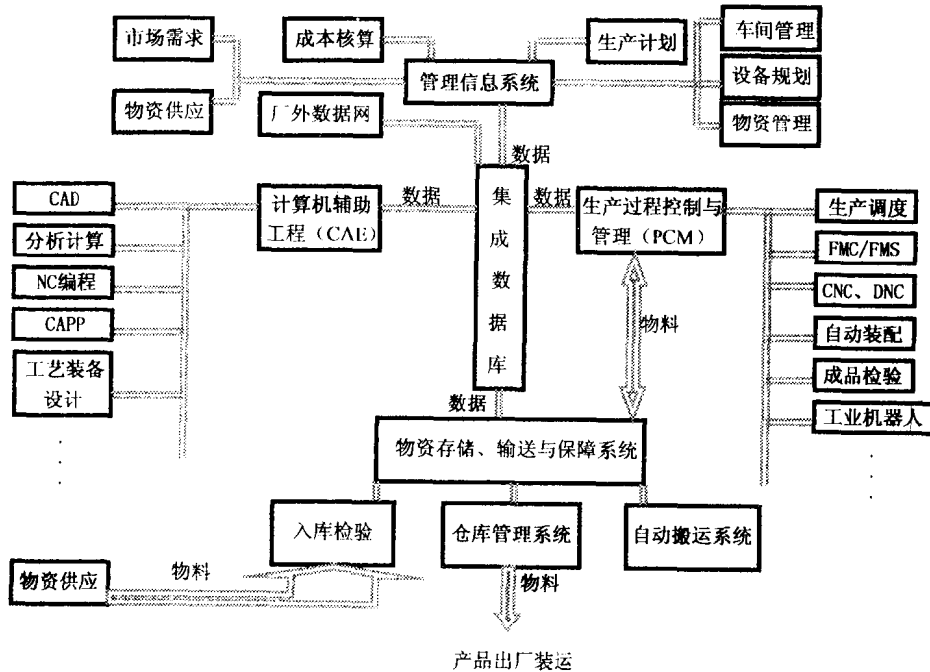 市场需求
成本核算
生产计划
车间管理
管理信息系统
设备规划
物资供应
厂外数据网
物资管理
数据
CAD
计算机辅助
工程（CAE）
数据
集成数据库
数据
生产过程控制与
管理（PCM）
生产调度
分析计算
FMC/FMS
NC编程
CNC、DNC
CAPP
物料
自动装配
工艺装备
设计
成品检验
数据
工业机器人
物资存储、输送与保障系统
入库检验
仓库管理系统
自动搬运系统
物资供应
物料
物料
产品出厂装运